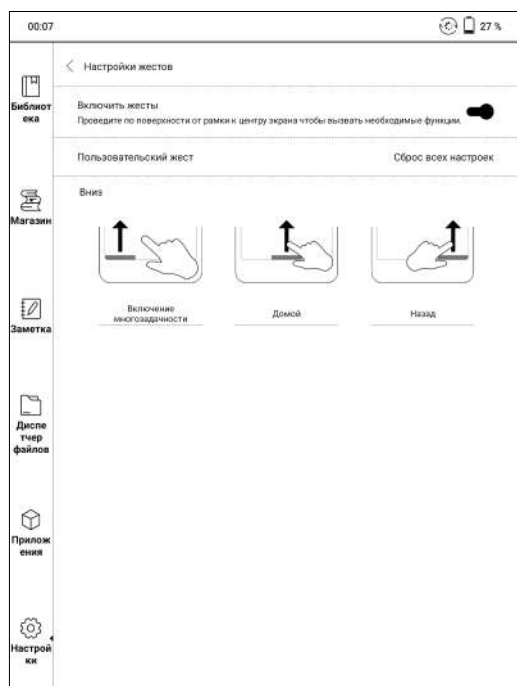 00:07
27 %
Настройки жестов
Библиот
ека
Включить жесты
Проведите по поверхности от рамки к центру экрана чтобы вызвать необходимые функции.
Пользовательский жест
Сброс всех настроек
Вниз
Магазин
Включение
многозадачности
Домой
Назад
Заметка
Диспе
тчер
файлов
Прилож
ения
Настрой
ки